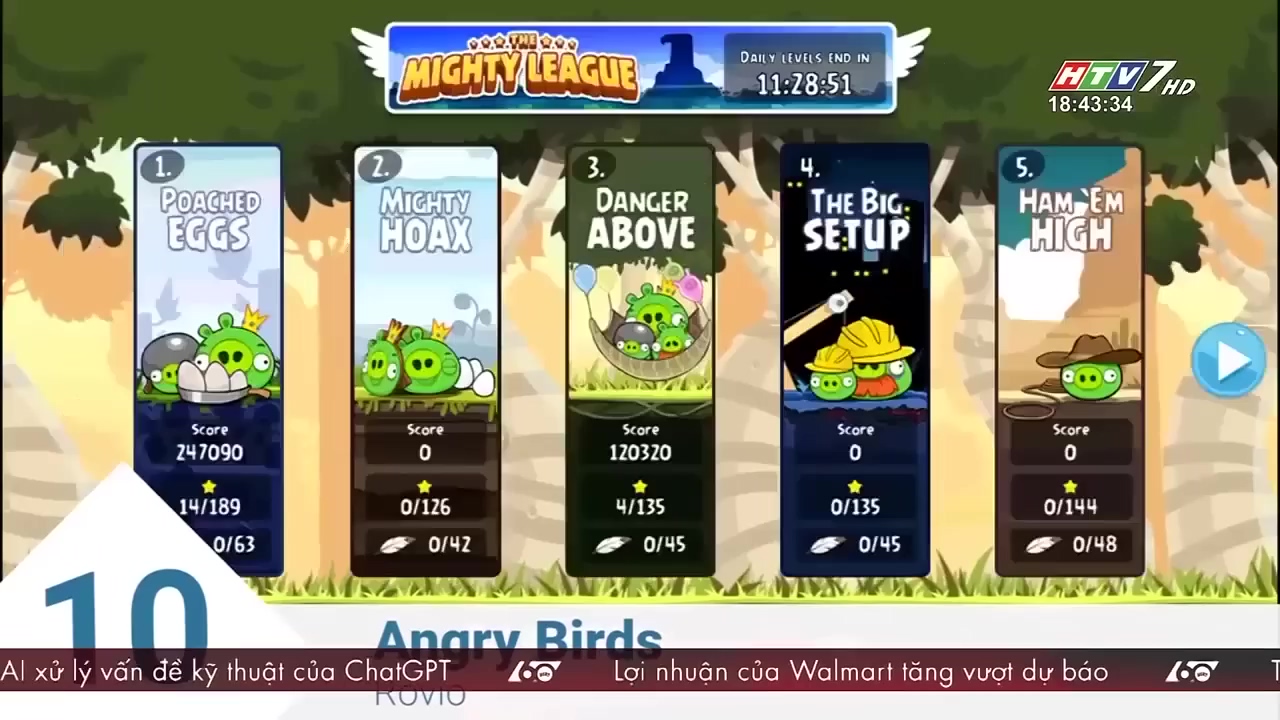 THE
MIGHTY LEAGUE
DAILY LEVELS END IN
11:28:51
HTV7 HD
18:43:34
1.
POACHED
EGGS
Score
247090
14/189
0/63
2.
MIGHTY
HOAX
Score
0
0/126
0/42
3.
DANGER
ABOVE
Score
120320
4/135
0/45
4.
THE BIG
SETUP
Score
0
0/135
0/45
5.
HAM 'EM
HIGH
Score
0
0/144
0/48
10
Angry Birds
AI xử lý vấn đề kỹ thuật của ChatGPT 60 Lợi nhuận của Walmart tăng vượt dự báo 60 T
Rovio